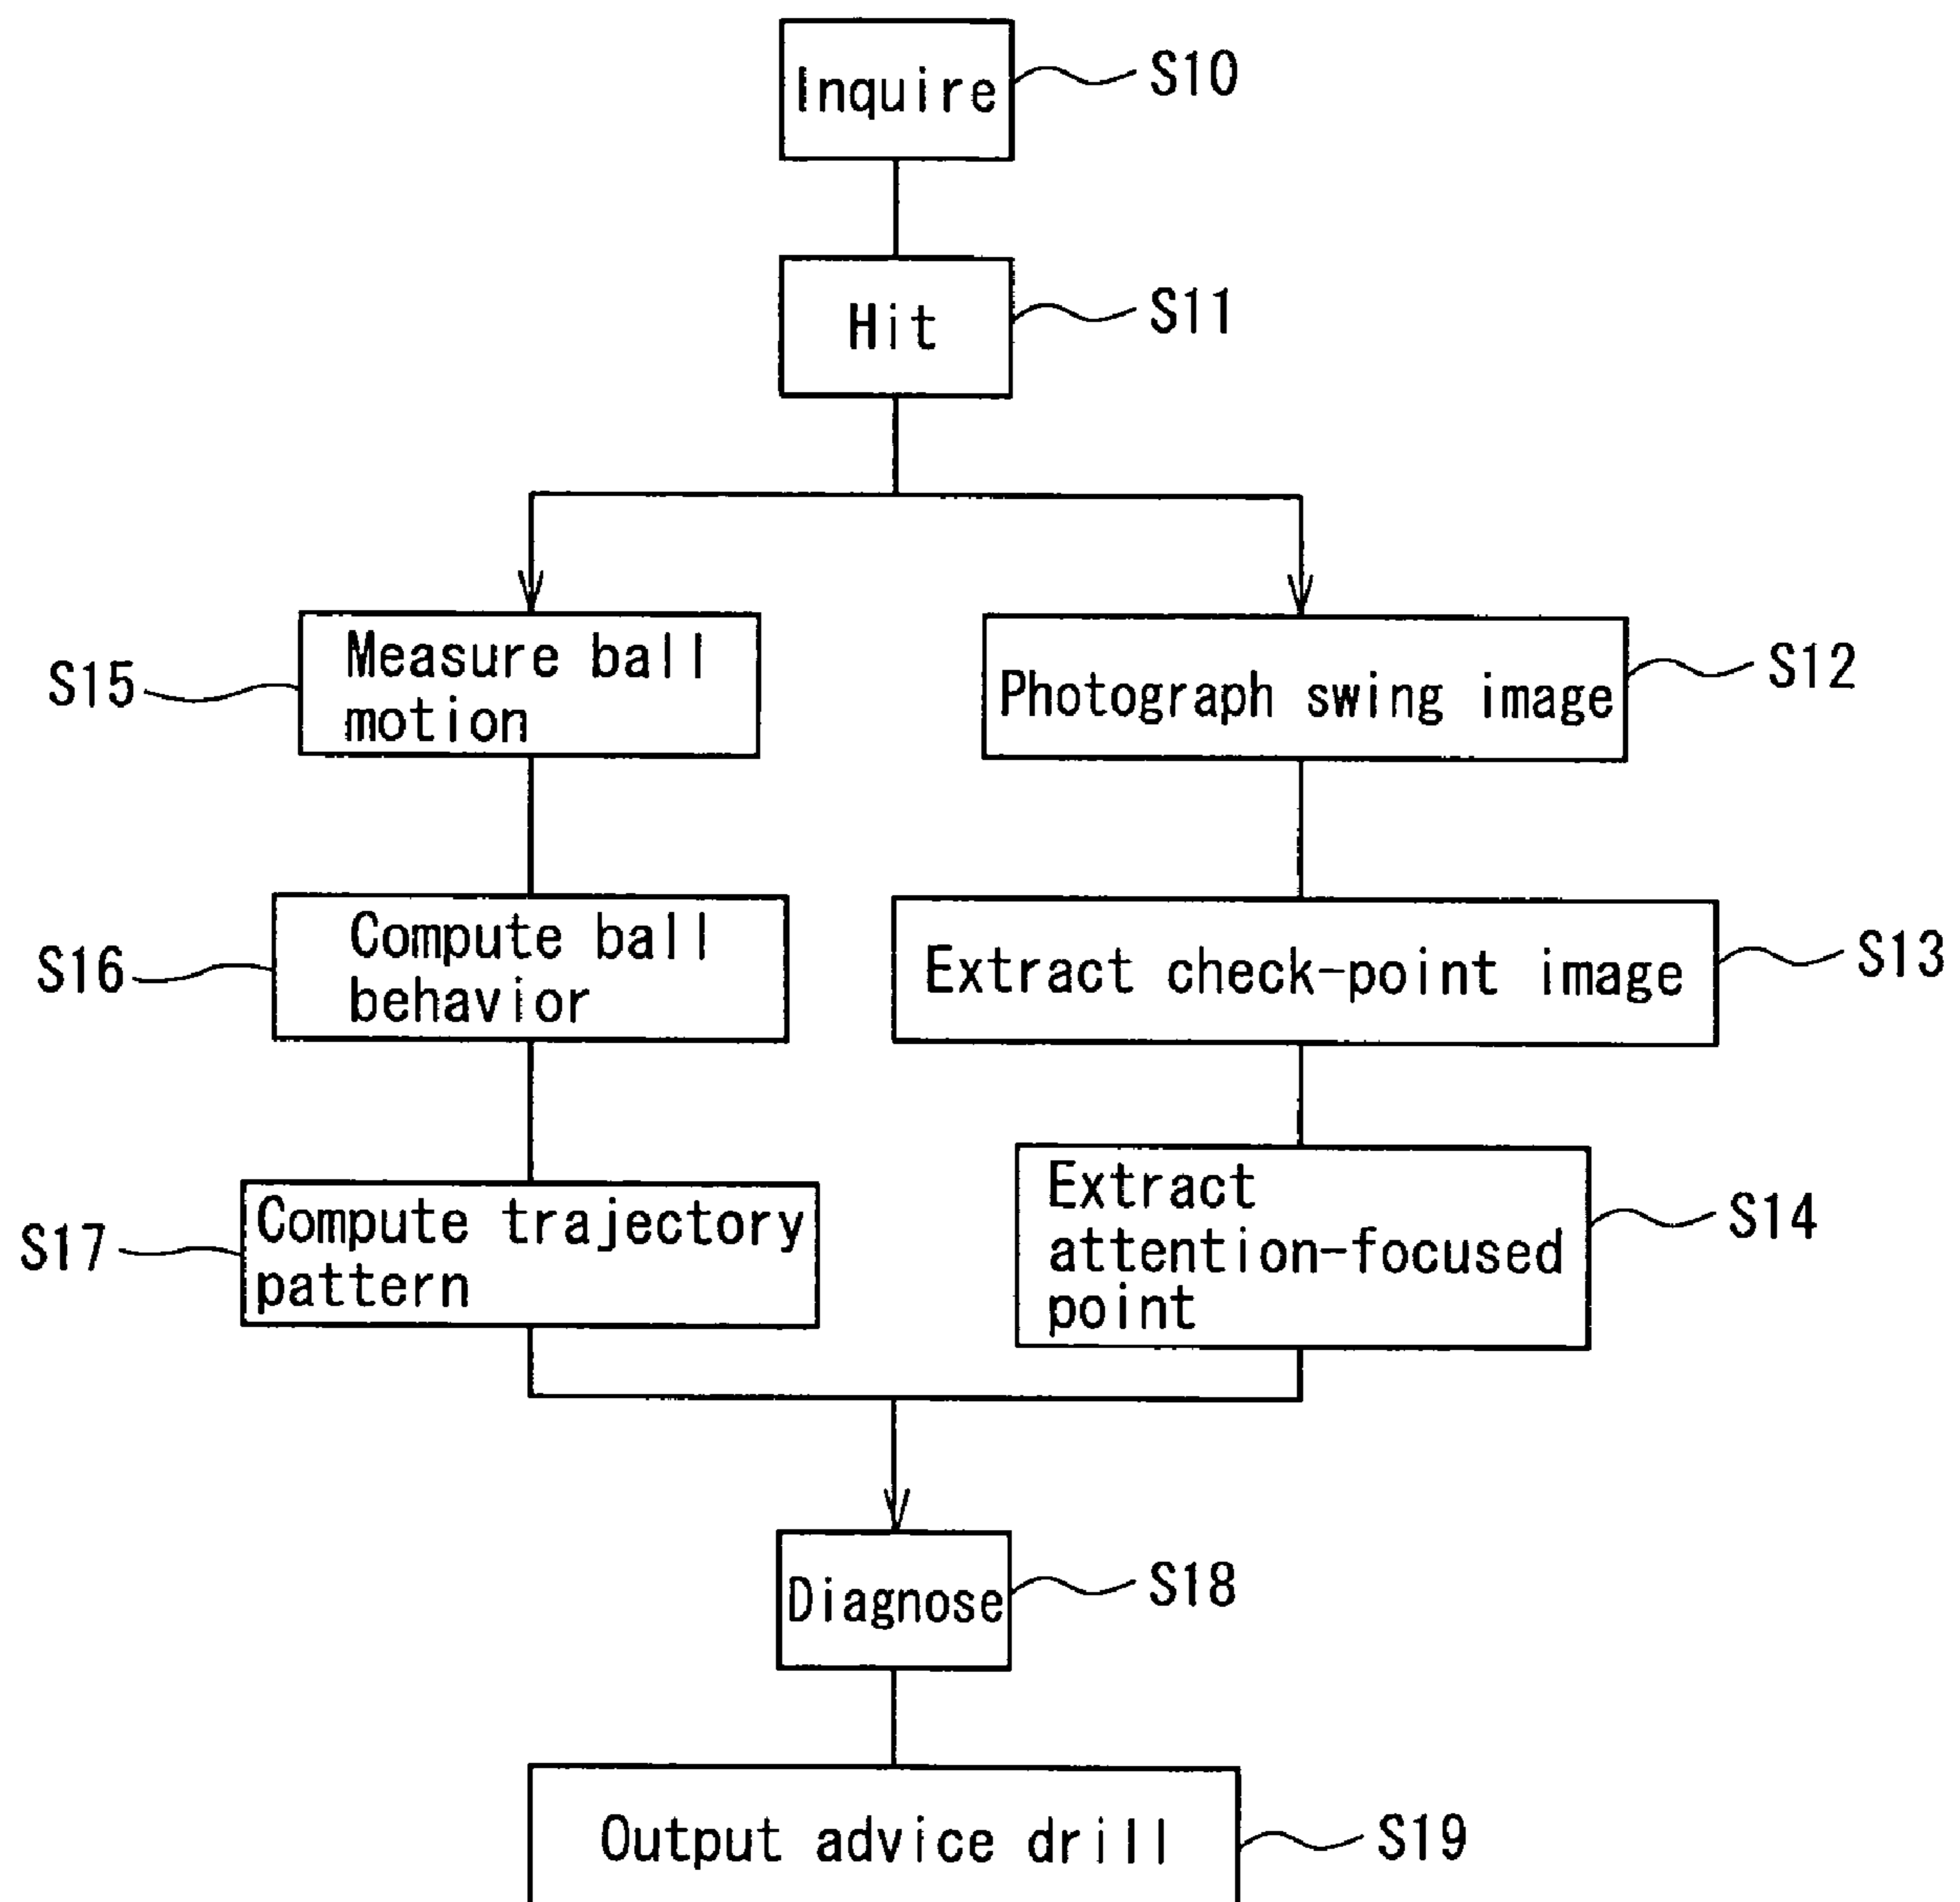 Inquire
S10
Hit
S11
Measure ball
motion
S15
Photograph swing image
S12
Compute ball
behavior
S16
Extract check-point image
S13
Compute trajectory
pattern
S17
Extract
attention-focused
point
S14
Diagnose
S18
Output advice drill
S19